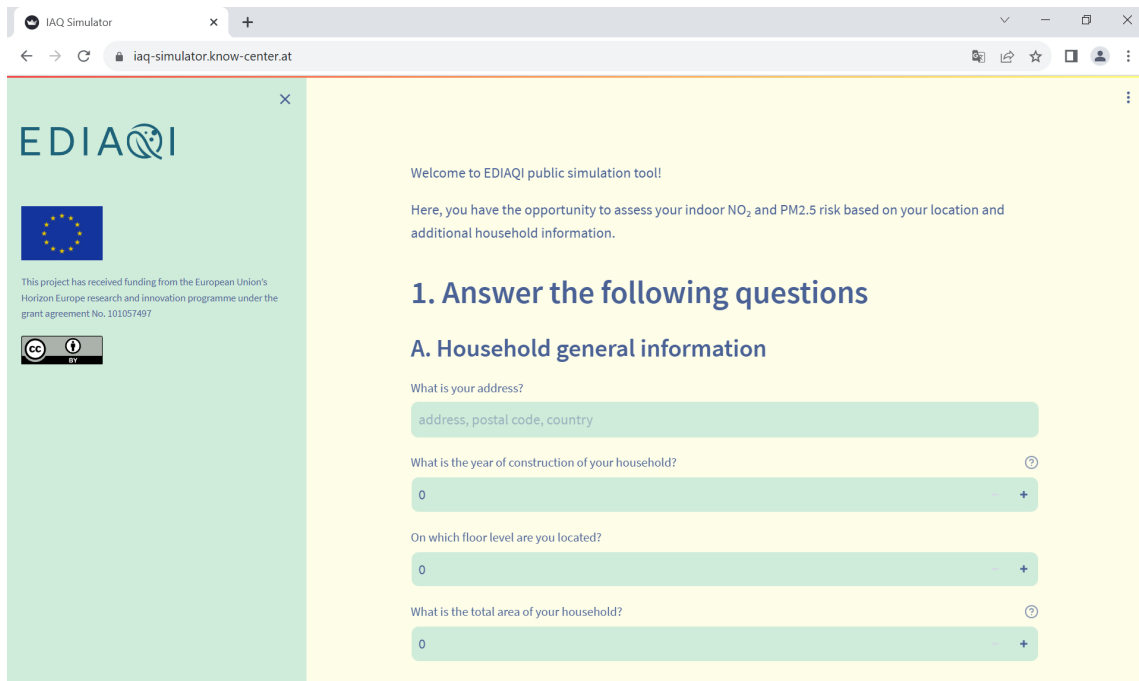 IAQ Simulator
iaq-simulator.know-center.at
EDIAQI
This project has received funding from the European Union's
Horizon Europe research and innovation programme under the
grant agreement No. 101057497
cc
BY
Welcome to EDIAQI public simulation tool!
Here, you have the opportunity to assess your indoor NO₂ and PM2.5 risk based on your location and
additional household information.
1. Answer the following questions
A. Household general information
What is your address?
address, postal code, country
What is the year of construction of your household?
0
On which floor level are you located?
0
What is the total area of your household?
0